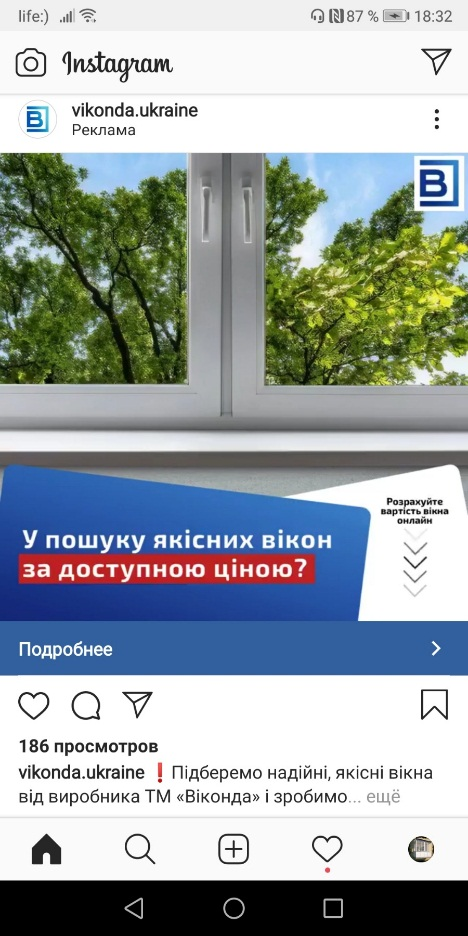 life:) 87 % 18:32
Instagram
vikonda.ukraine
Реклама
В
В
У пошуку якісних вікон
за доступною ціною?
Розрахуйте
вартість вікна
онлайн
Подробнее
186 просмотров
vikonda.ukraine ❗Підберемо надійні, якісні вікна
від виробника ТМ «Віконда» і зробимо... ещё